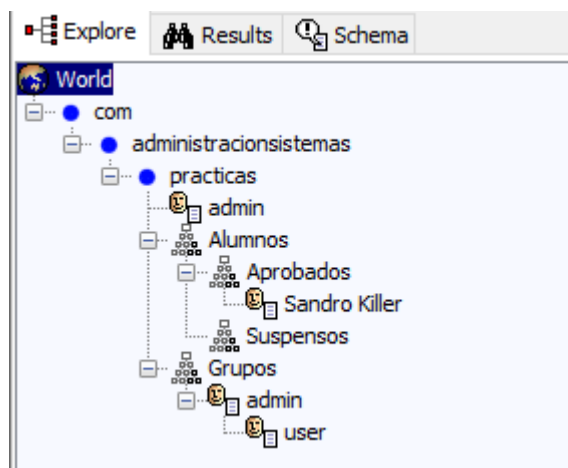 Explore Results Schema
World
com
administracionsistemas
practicas
admin
Alumnos
Aprobados
Sandro Killer
Suspensos
Grupos
admin
user